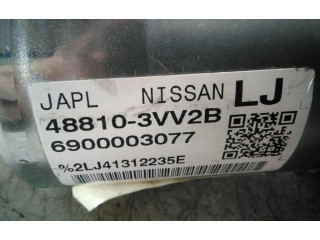 JAPL NISSAN LJ
48810-3VV2B
6900003077
%2LJ41312235E